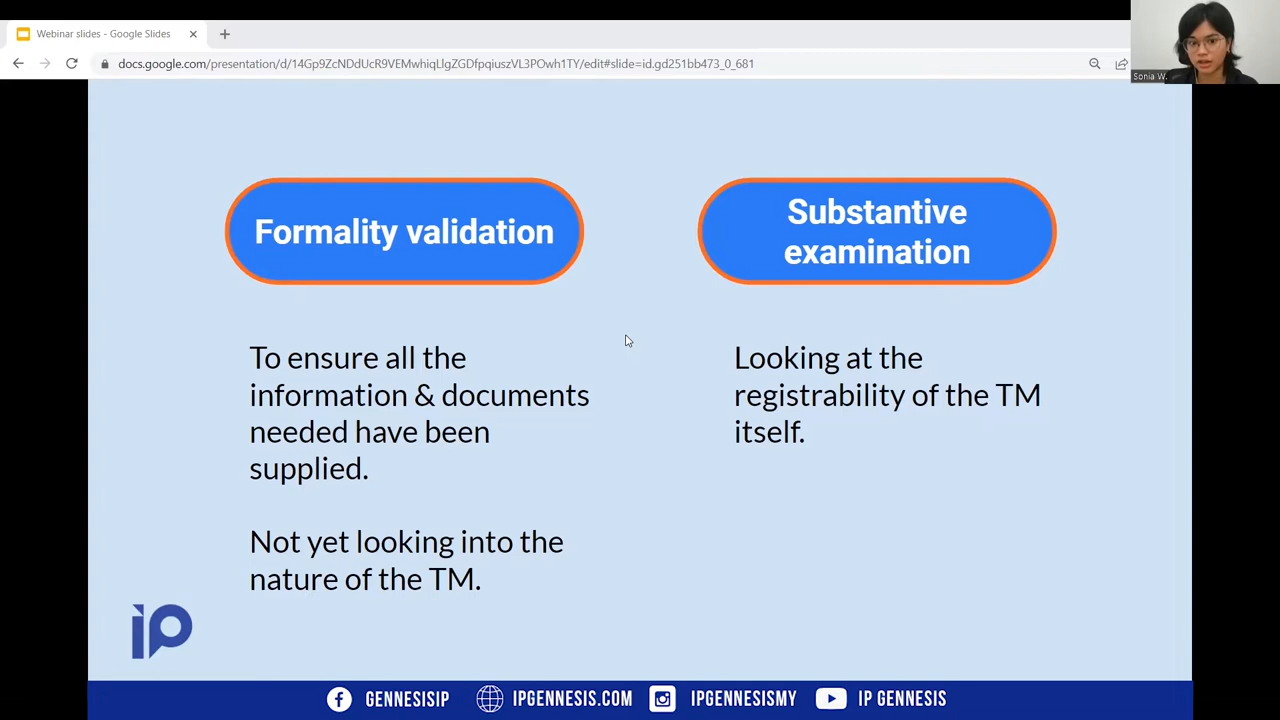 Webinar slides - Google Slides
docs.google.com/presentation/d/14Gp9ZcNDdUcR9VEMwhiqLlgZGDfpqiuszVL3POwh1TY/edit#slide=id.gd251bb473_0_681
Sonia W.
Formality validation
Substantive
examination
To ensure all the
information & documents
needed have been
supplied.
Not yet looking into the
nature of the TM.
Looking at the
registrability of the TM
itself.
ip
GENNESISIP
IPGENNESIS.COM
IPGENNESISMY
IP GENNESIS